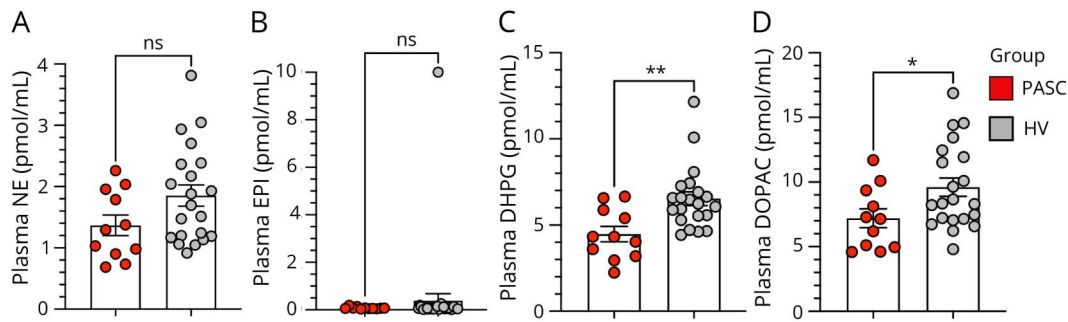 A
ns
Plasma NE (pmol/mL)
4
3
2
1
0
B
ns
Plasma EPI (pmol/mL)
10
8
6
4
2
0
C
**
Plasma DHPG (pmol/mL)
15
10
5
0
D
*
Plasma DOPAC (pmol/mL)
20
15
10
5
0
Group
PASC
HV